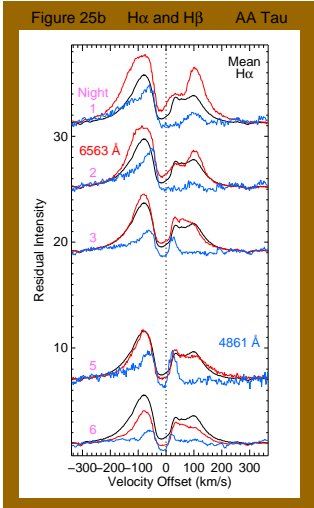 Figure 25b Hα and Hβ AA Tau
Mean
Hα
Night
1
30
6563 Å
2
3
20
Residual Intensity
4861 Å
10
5
6
−300−200−100 0 100 200 300
Velocity Offset (km/s)